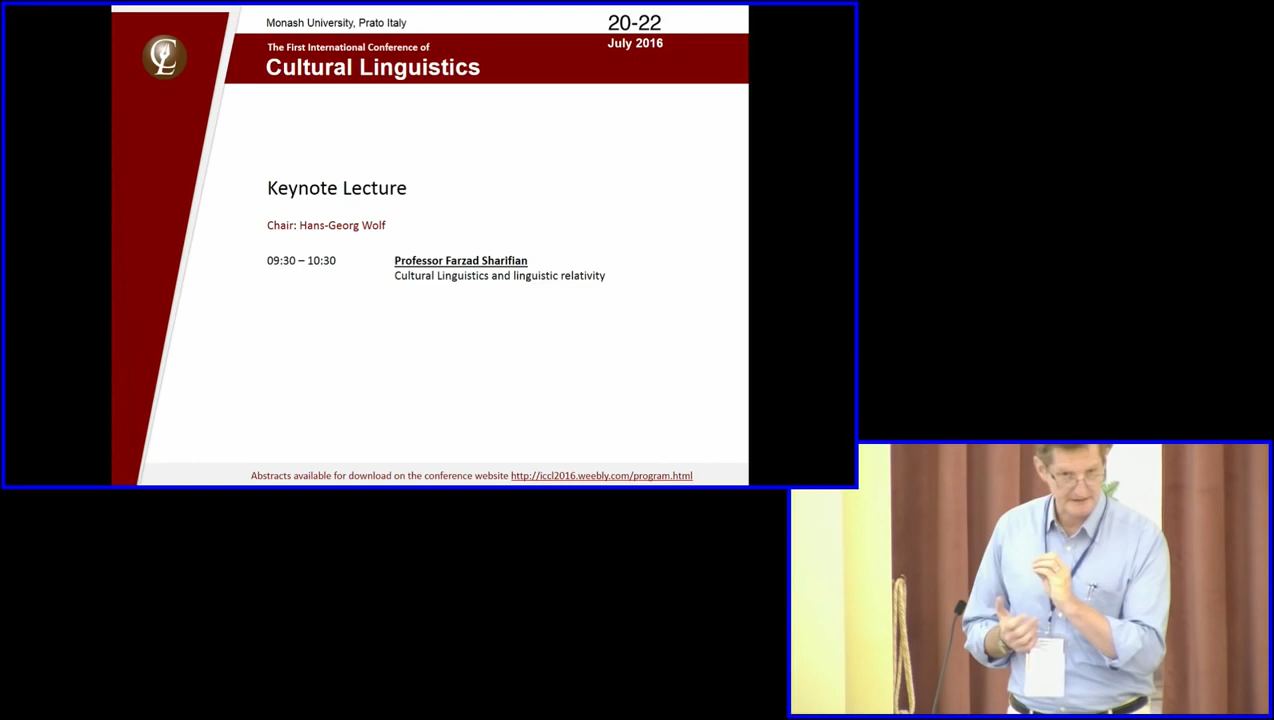 Monash University, Prato Italy
20-22
July 2016
The First International Conference of
Cultural Linguistics
CL
Keynote Lecture
Chair: Hans-Georg Wolf
09:30 – 10:30 Professor Farzad Sharifian
Cultural Linguistics and linguistic relativity
Abstracts available for download on the conference website http://iccl2016.weebly.com/program.html